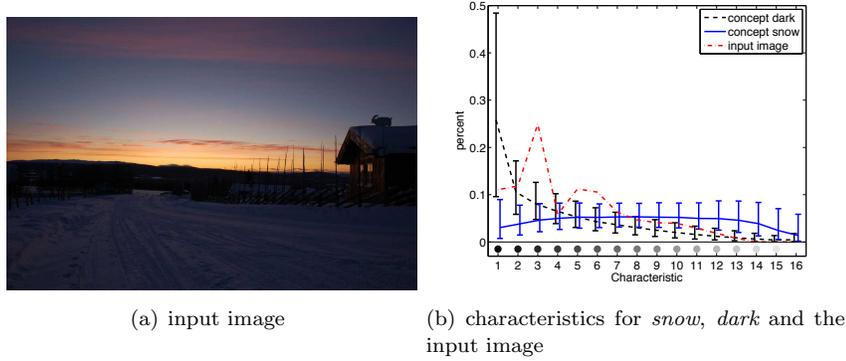 0.5
0.4
0.3
0.2
0.1
0
percent
concept dark
concept snow
input image
1 2 3 4 5 6 7 8 9 10 11 12 13 14 15 16
Characteristic
(a) input image
(b) characteristics for snow, dark and the
input image